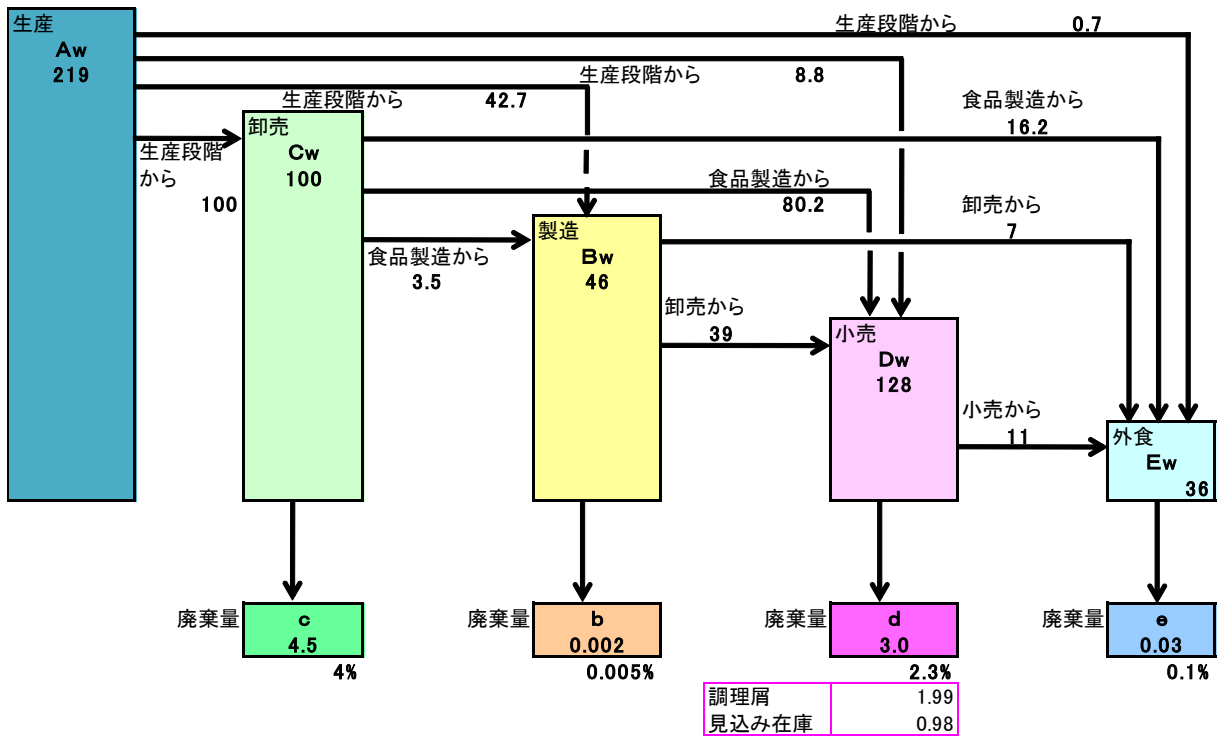 生産
Aw
219
生産段階から 0.7
生産段階から 8.8
生産段階から 42.7
生産段階
から
100
卸売
Cw
100
食品製造から
16.2
食品製造から
80.2
食品製造から
3.5
製造
Bw
46
卸売から
7
卸売から
39
小売
Dw
128
小売から
11
外食
Ew
36
廃棄量
c
4.5
4%
廃棄量
b
0.002
0.005%
廃棄量
d
3.0
2.3%
廃棄量
e
0.03
0.1%
調理屑 1.99
見込み在庫 0.98